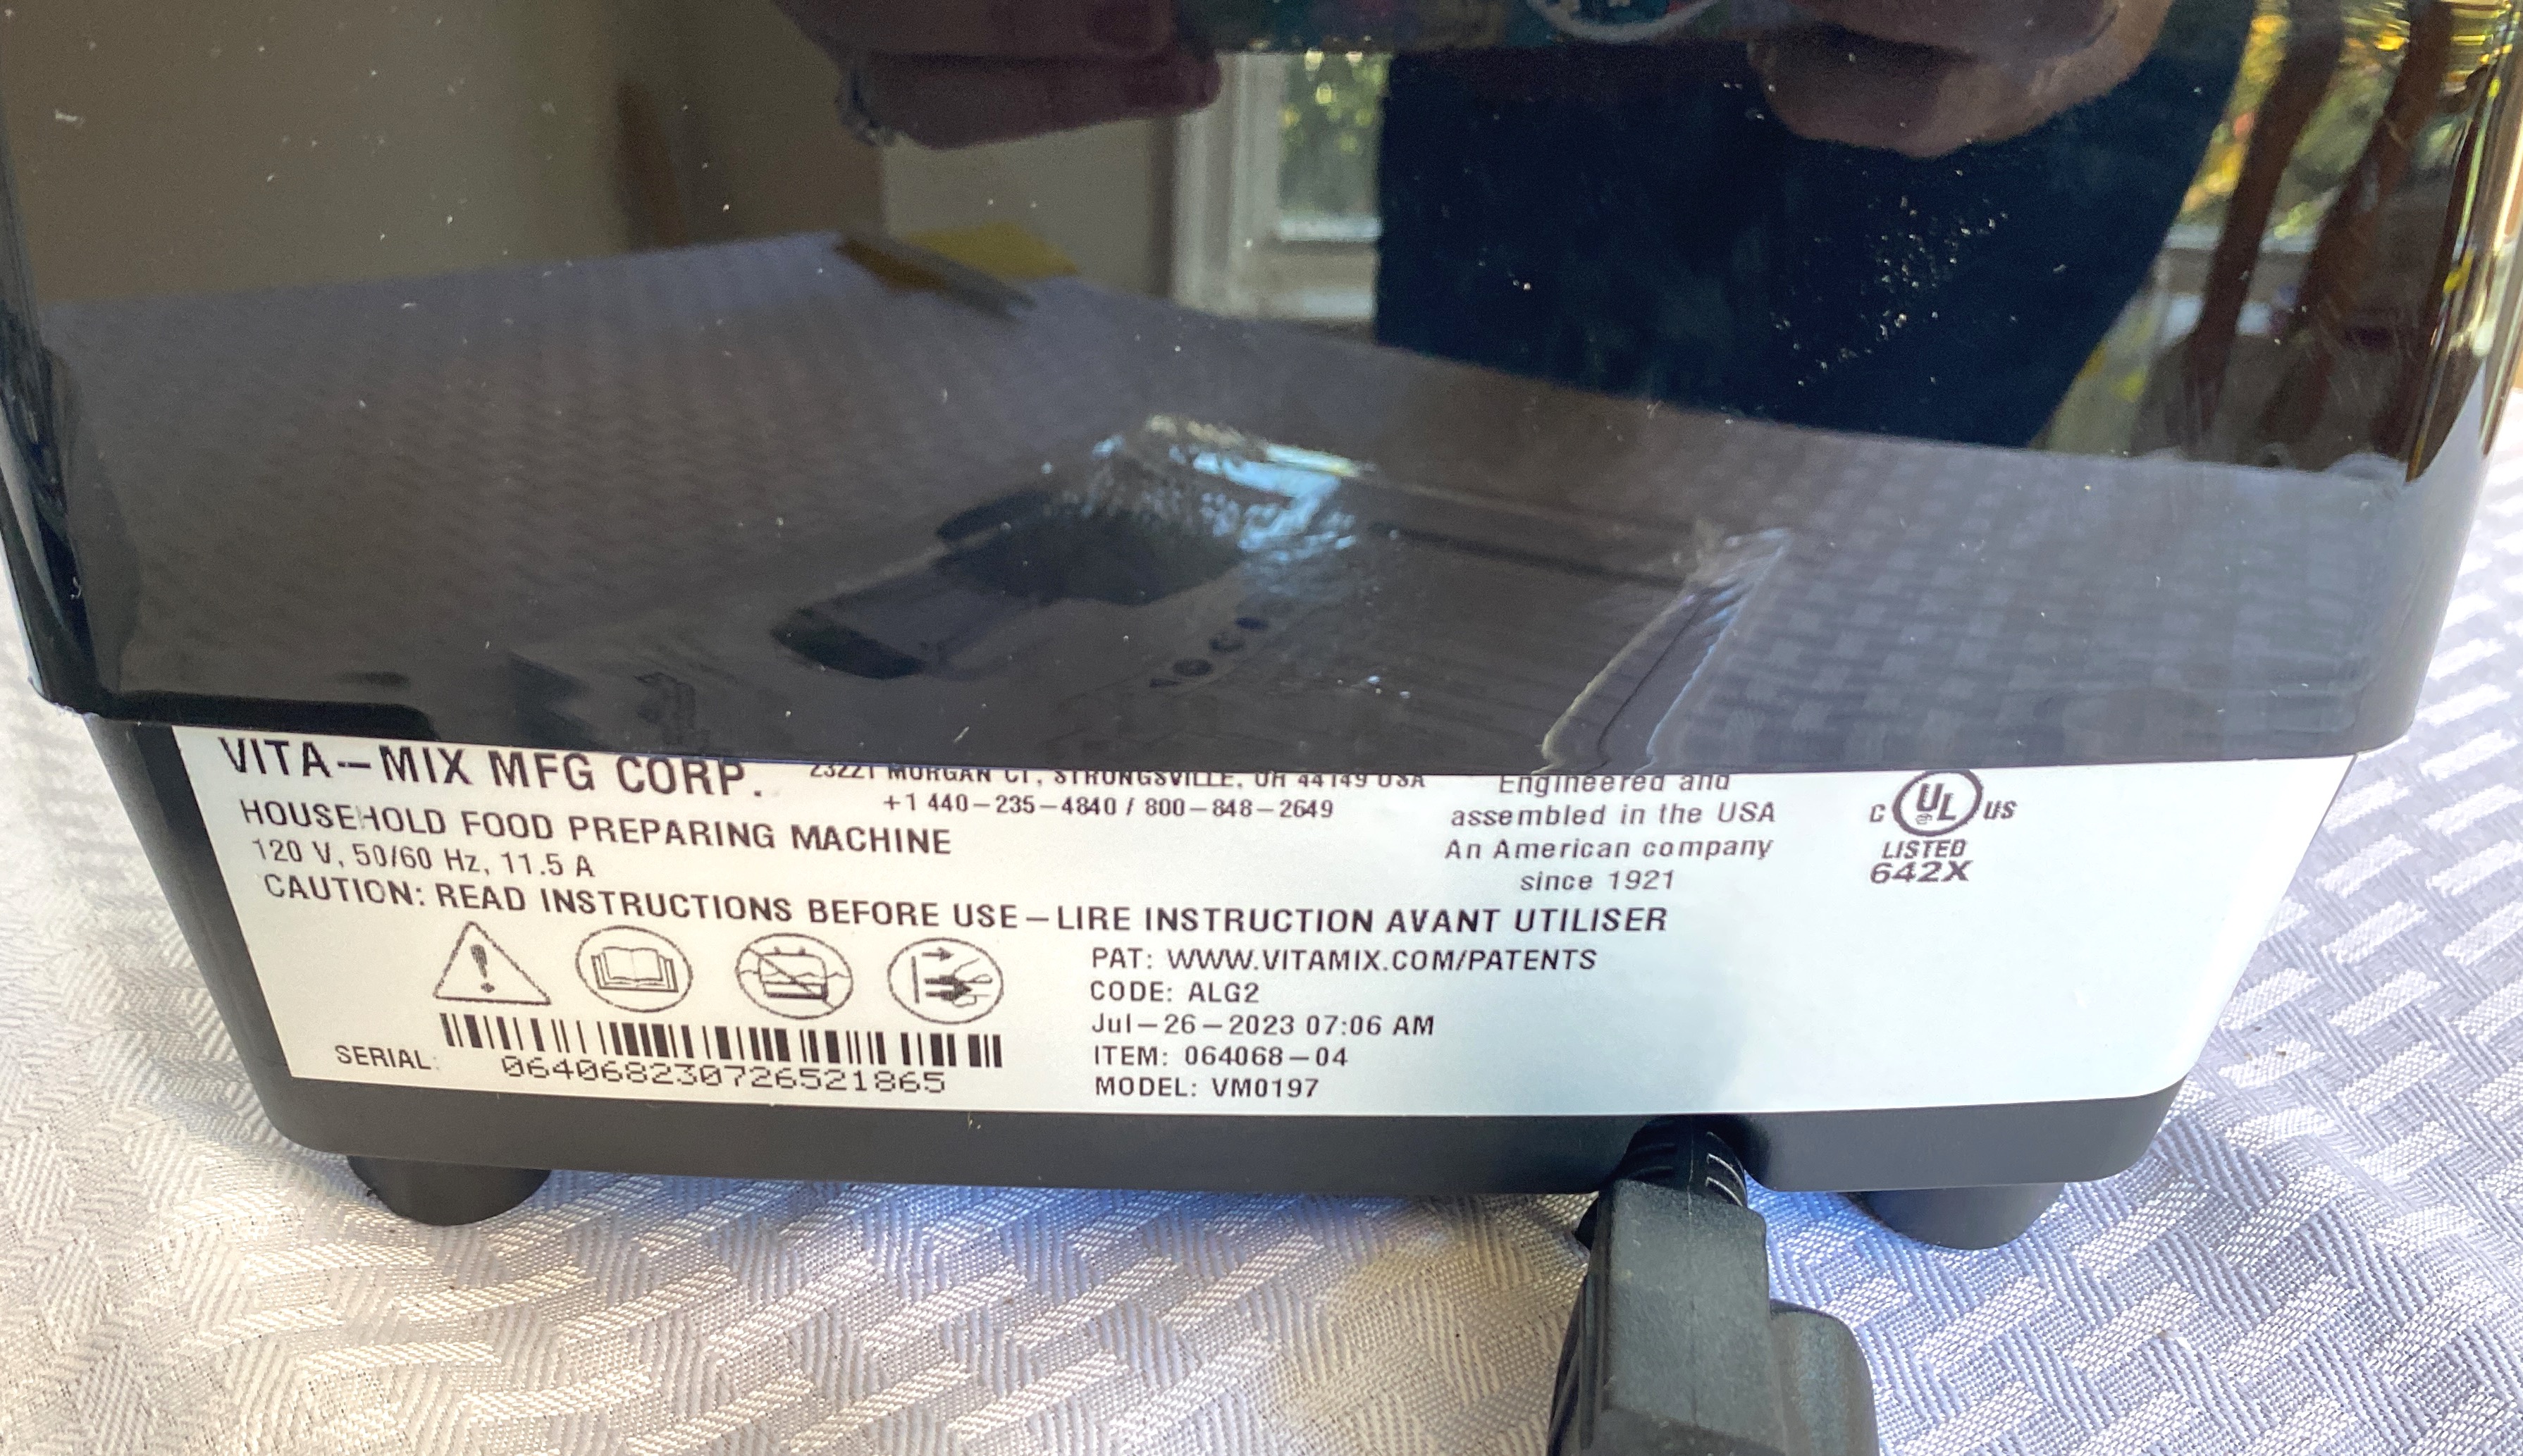 VITA-MIX MFG CORP.
23221 MORGAN CT, STRONGSVILLE, OH 44149 USA
+1 440-235-4840 / 800-848-2649
HOUSEHOLD FOOD PREPARING MACHINE
120 V, 50/60 Hz, 11.5 A
Engineered and
assembled in the USA
An American company
since 1921
C UL US
LISTED
642X
CAUTION: READ INSTRUCTIONS BEFORE USE-LIRE INSTRUCTION AVANT UTILISER
PAT: WWW.VITAMIX.COM/PATENTS
CODE: ALG2
Jul-26-2023 07:06 AM
ITEM: 064068-04
MODEL: VM0197
SERIAL: 064068230726521865